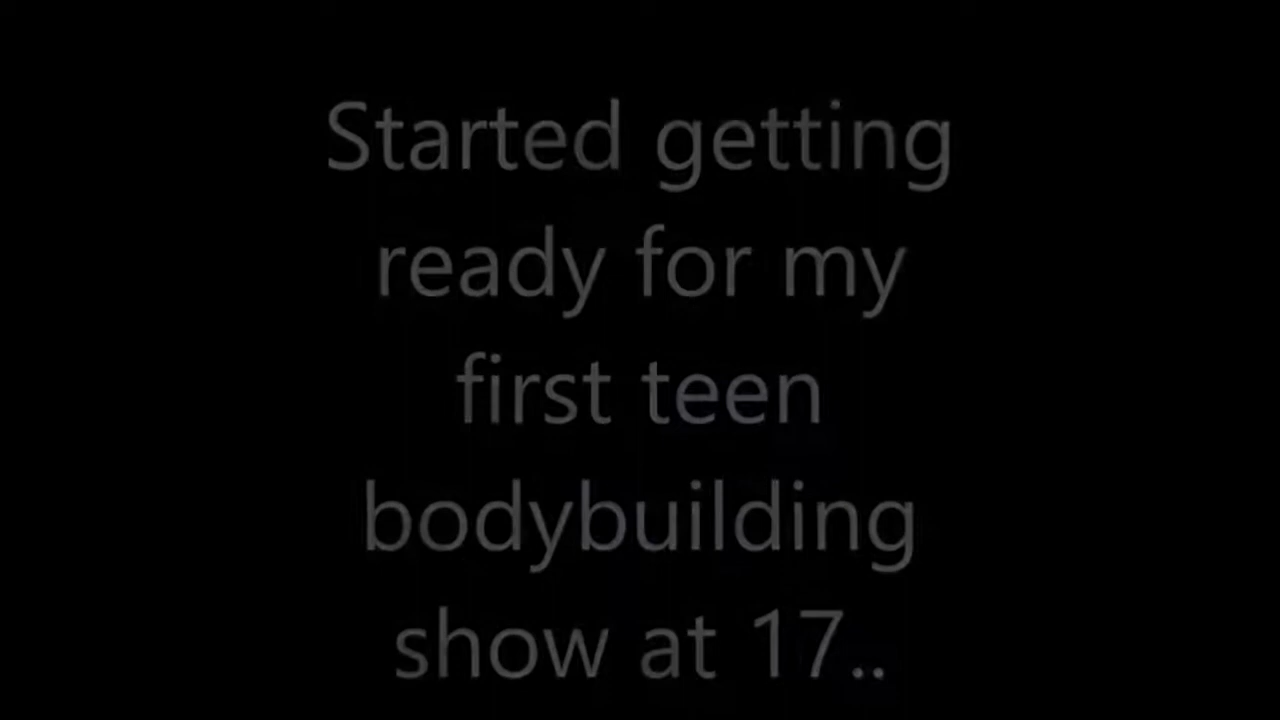 Started getting
ready for my
first teen
bodybuilding
show at 17..